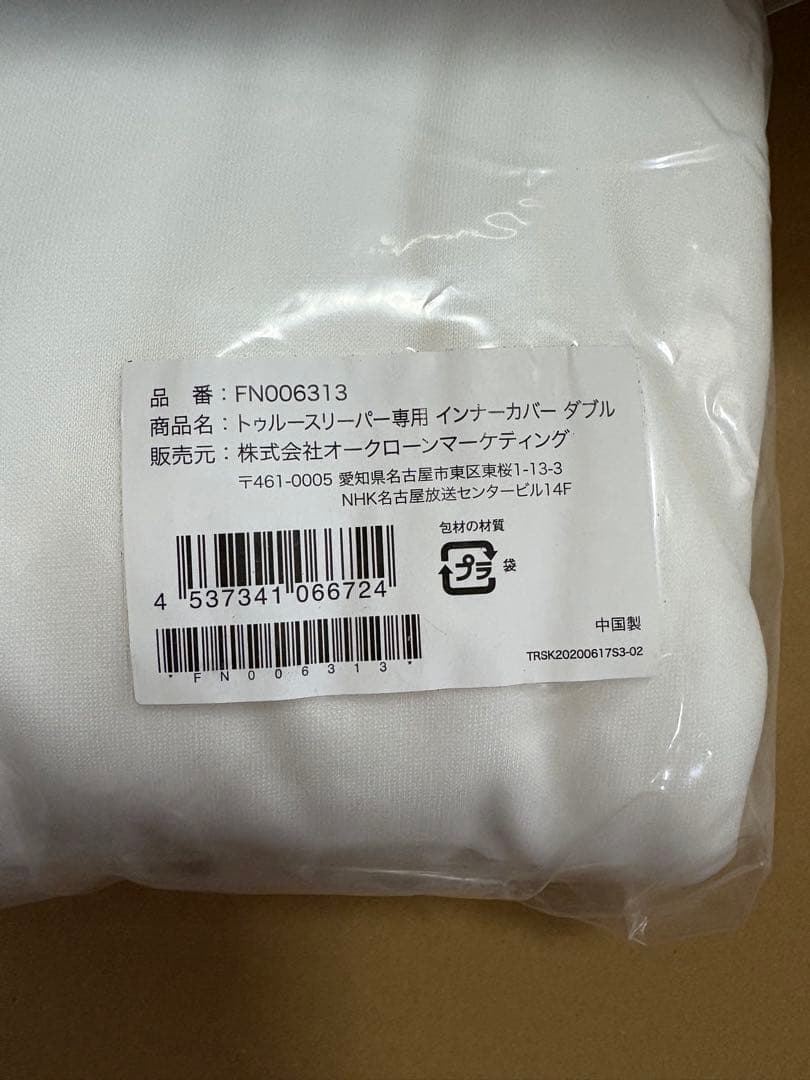 品 番：FN006313
商品名：トゥルースリーパー専用 インナーカバー ダブル
販売元：株式会社オークローンマーケティング
〒461-0005 愛知県名古屋市東区東桜1-13-3
NHK名古屋放送センタービル14F
包材の材質
プラ 袋
4 537341 066724
*FN006313*
中国製
TRSK20200617S3-02